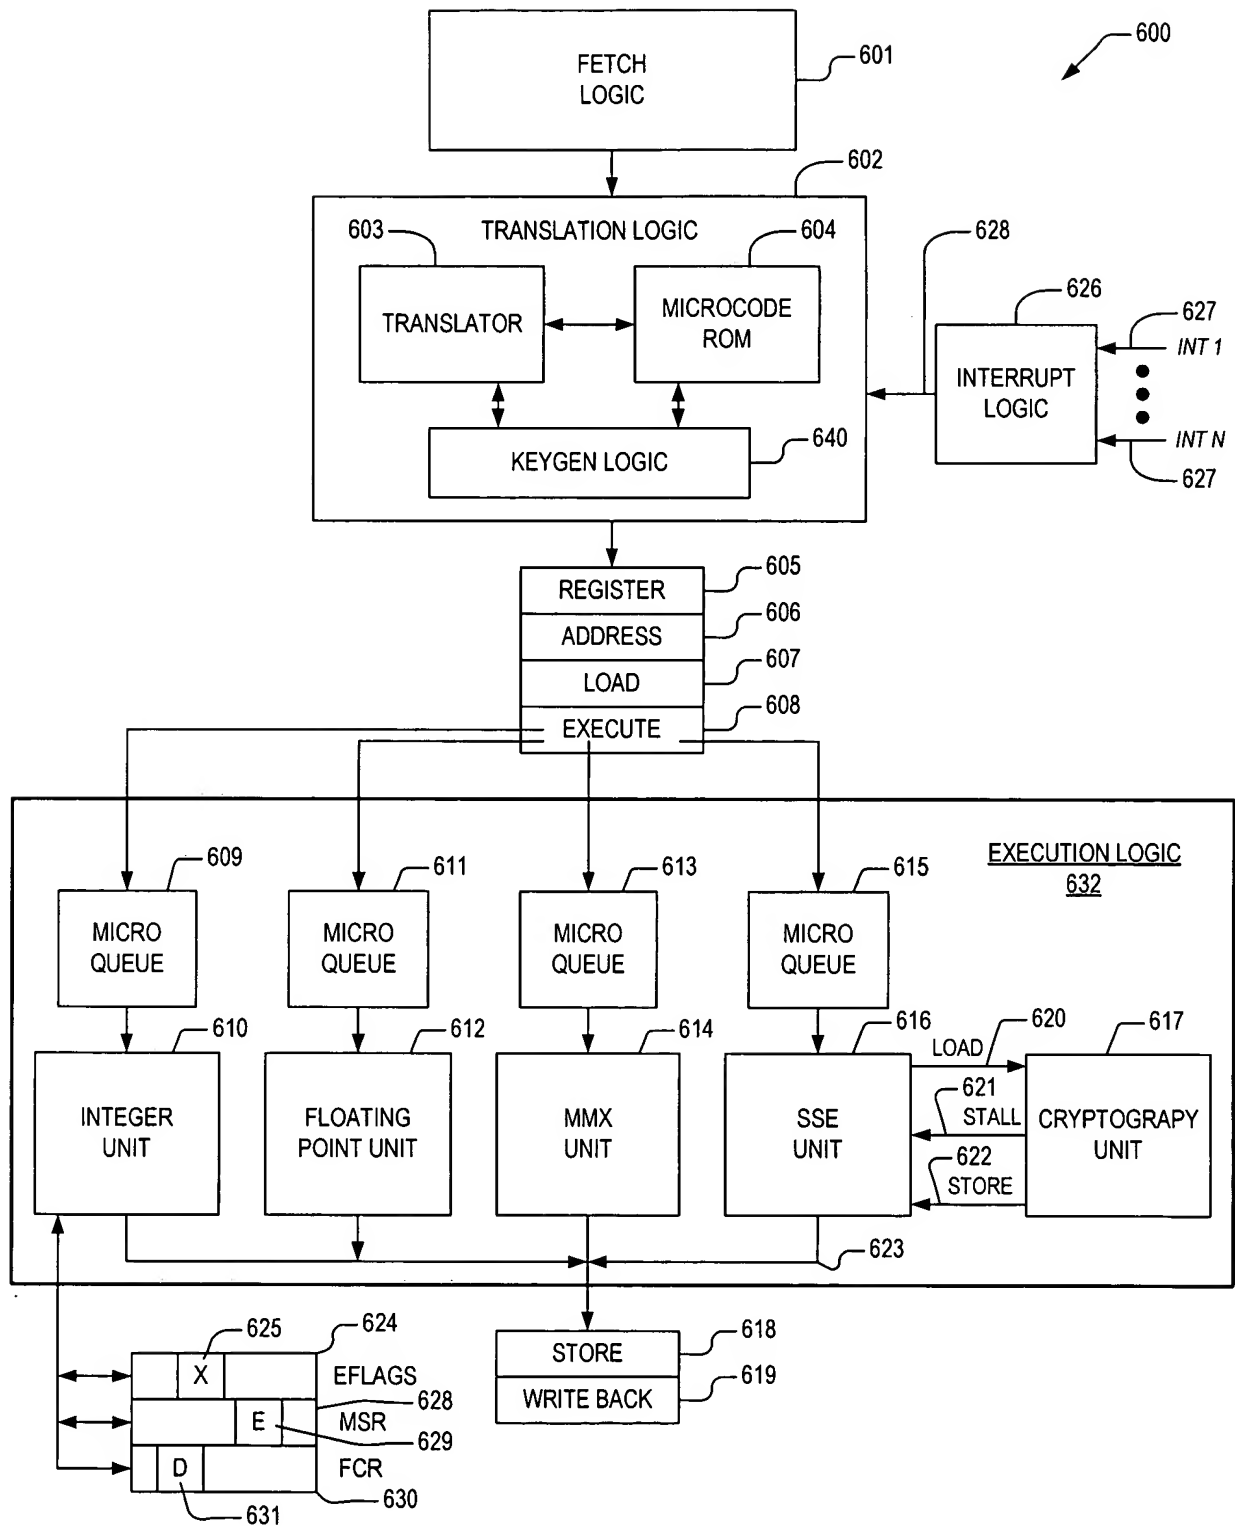 600
FETCH
LOGIC
601
602
TRANSLATION LOGIC
603
604
TRANSLATOR
MICROCODE
ROM
KEYGEN LOGIC
640
628
626
INTERRUPT
LOGIC
627
INT 1
INT N
627
REGISTER
605
ADDRESS
606
LOAD
607
EXECUTE
608
EXECUTION LOGIC
632
609
611
613
615
MICRO
QUEUE
MICRO
QUEUE
MICRO
QUEUE
MICRO
QUEUE
610
612
614
616
LOAD
620
617
INTEGER
UNIT
FLOATING
POINT UNIT
MMX
UNIT
SSE
UNIT
621
STALL
622
STORE
CRYPTOGRAPY
UNIT
623
625
624
X
EFLAGS
628
E
MSR
629
D
FCR
631
630
STORE
618
WRITE BACK
619